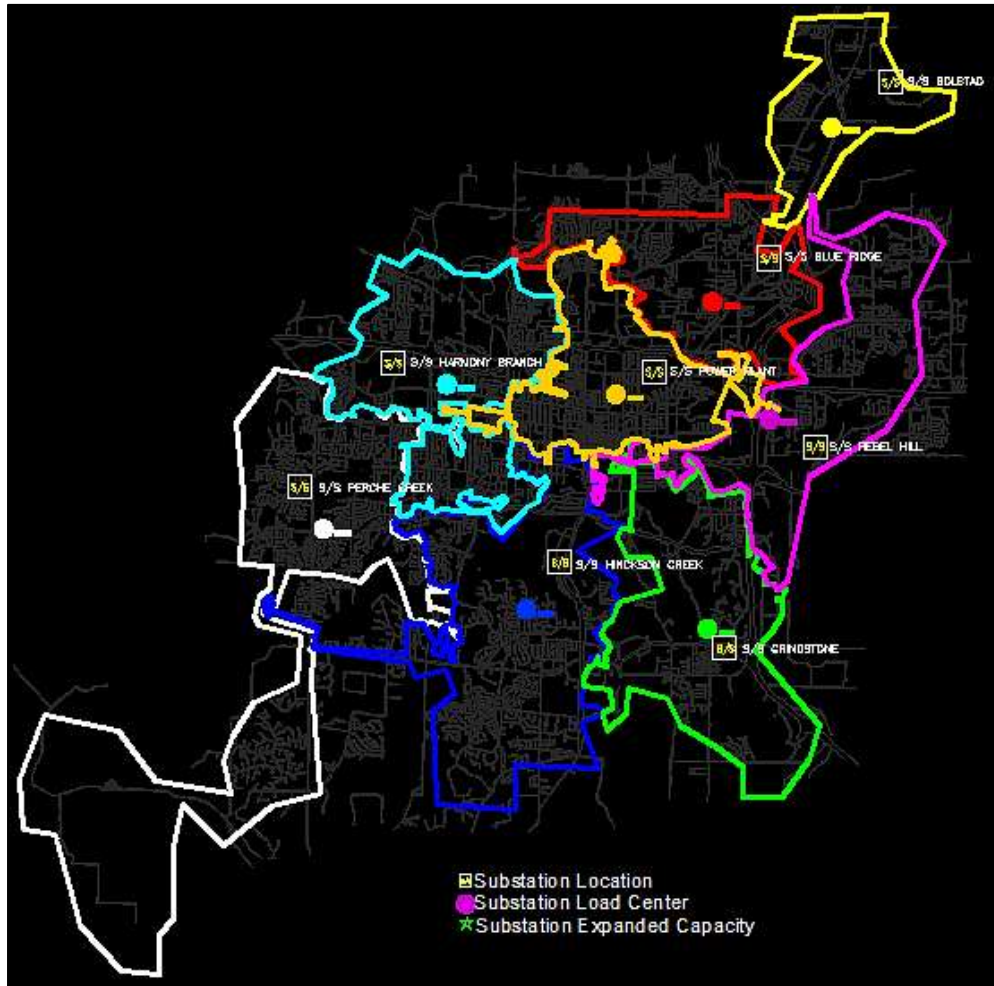 S/S BOLSTAD
S/S BLUE RIDGE
S/S HARMONY BRANCH
S/S POWER PLANT
S/S REBEL HILL
S/S PERCHE CREEK
S/S HINCKSON CREEK
S/S GRINDSTONE
Substation Location
Substation Load Center
Substation Expanded Capacity